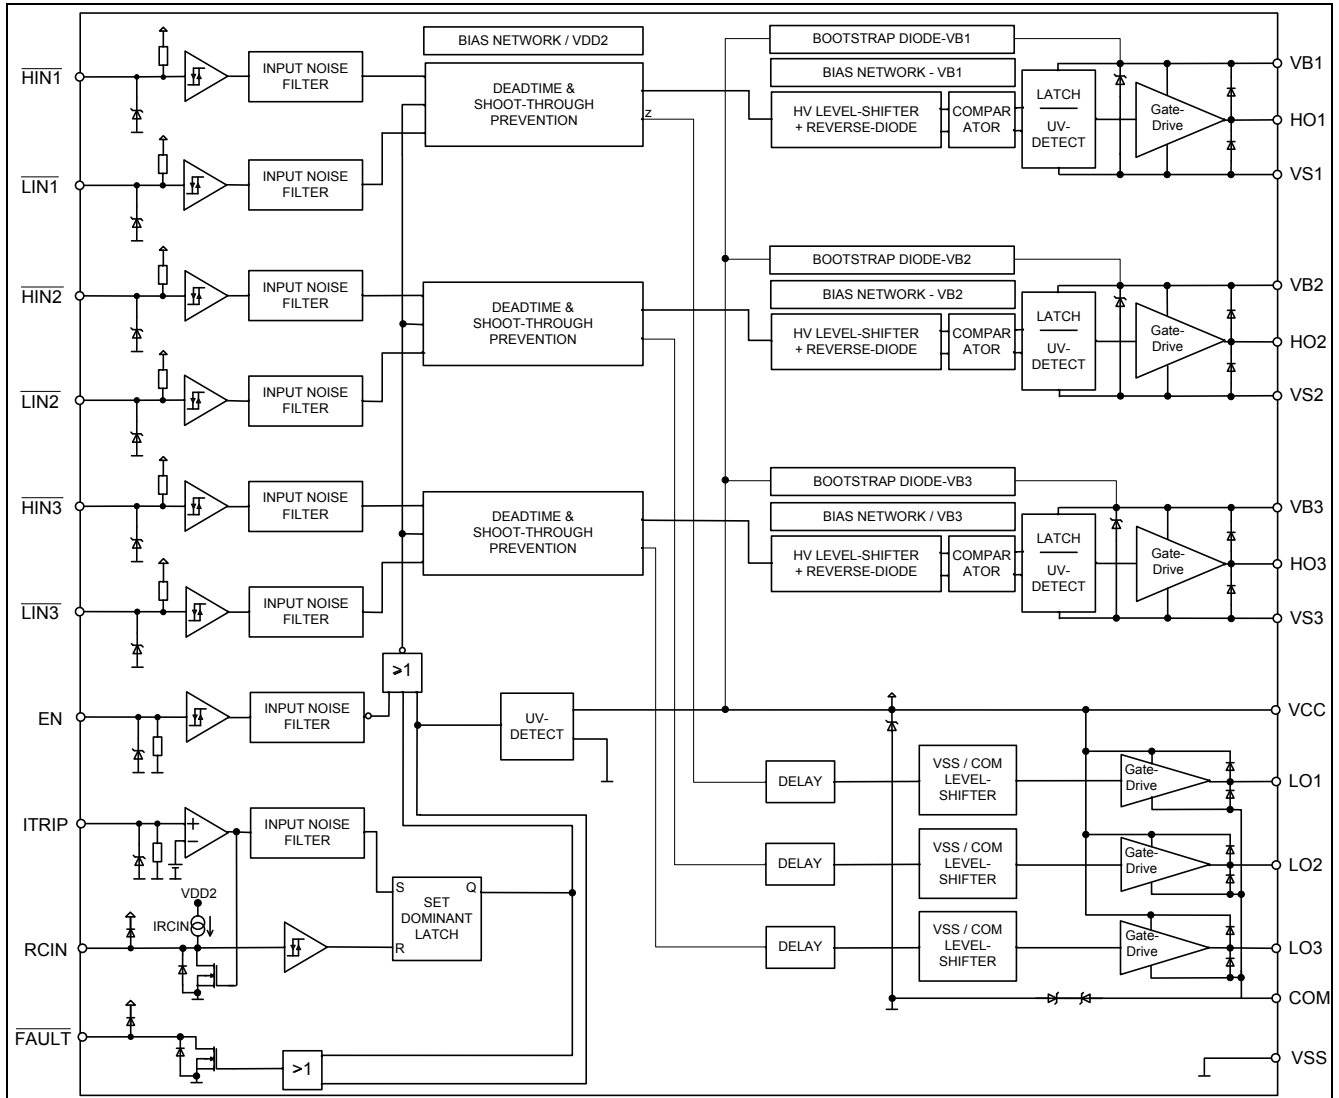 BIAS NETWORK / VDD2
BOOTSTRAP DIODE-VB1
HIN1
INPUT NOISE
FILTER
DEADTIME &
SHOOT-THROUGH
PREVENTION
Z
BIAS NETWORK - VB1
HV LEVEL-SHIFTER
+ REVERSE-DIODE
COMPAR
ATOR
LATCH
UV-
DETECT
Gate-
Drive
VB1
HO1
VS1
LIN1
INPUT NOISE
FILTER
HIN2
INPUT NOISE
FILTER
DEADTIME &
SHOOT-THROUGH
PREVENTION
BOOTSTRAP DIODE-VB2
BIAS NETWORK - VB2
HV LEVEL-SHIFTER
+ REVERSE-DIODE
COMPAR
ATOR
LATCH
UV-
DETECT
Gate-
Drive
VB2
HO2
VS2
LIN2
INPUT NOISE
FILTER
HIN3
INPUT NOISE
FILTER
DEADTIME &
SHOOT-THROUGH
PREVENTION
BOOTSTRAP DIODE-VB3
BIAS NETWORK / VB3
HV LEVEL-SHIFTER
+ REVERSE-DIODE
COMPAR
ATOR
LATCH
UV-
DETECT
Gate-
Drive
VB3
HO3
VS3
LIN3
INPUT NOISE
FILTER
>1
EN
INPUT NOISE
FILTER
UV-
DETECT
VCC
DELAY
VSS / COM
LEVEL-
SHIFTER
Gate-
Drive
LO1
ITRIP
+
−
INPUT NOISE
FILTER
DELAY
VSS / COM
LEVEL-
SHIFTER
Gate-
Drive
LO2
VDD2
IRCIN
S
Q
SET
DOMINANT
LATCH
R
RCIN
DELAY
VSS / COM
LEVEL-
SHIFTER
Gate-
Drive
LO3
COM
FAULT
>1
VSS